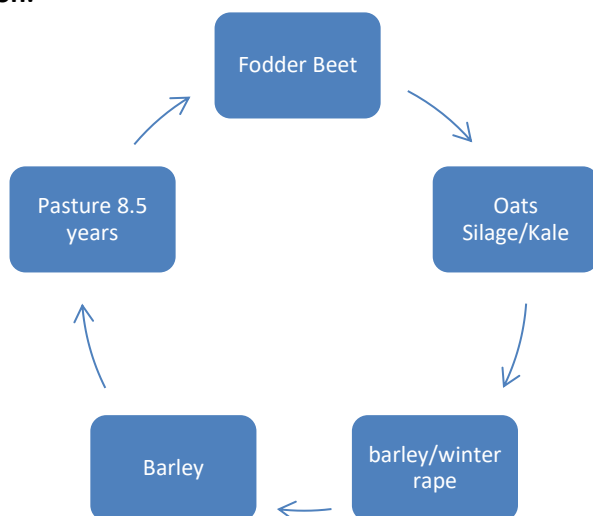 Fodder Beet
Oats
Silage/Kale
barley/winter
rape
Barley
Pasture 8.5
years